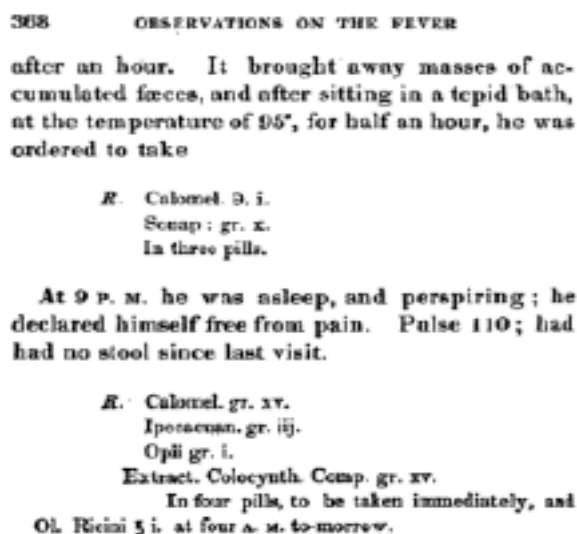 368 OBSERVATIONS ON THE FEVER
after an hour. It brought away masses of ac-
cumulated fæces, and after sitting in a tepid bath,
at the temperature of 95°, for half an hour, he was
ordered to take
R. Calomel. ℈. i.
Scnap : gr. x.
In three pills.
At 9 P. M. he was asleep, and perspiring ; he
declared himself free from pain. Pulse 110 ; had
had no stool since last visit.
R. Calomel. gr. xv.
Ipecacuan. gr. iij.
Opii gr. i.
Extract. Colocynth. Comp. gr. xv.
In four pills, to be taken immediately, and
Ol. Ricini ℥ i. at four A. M. to-morrow.